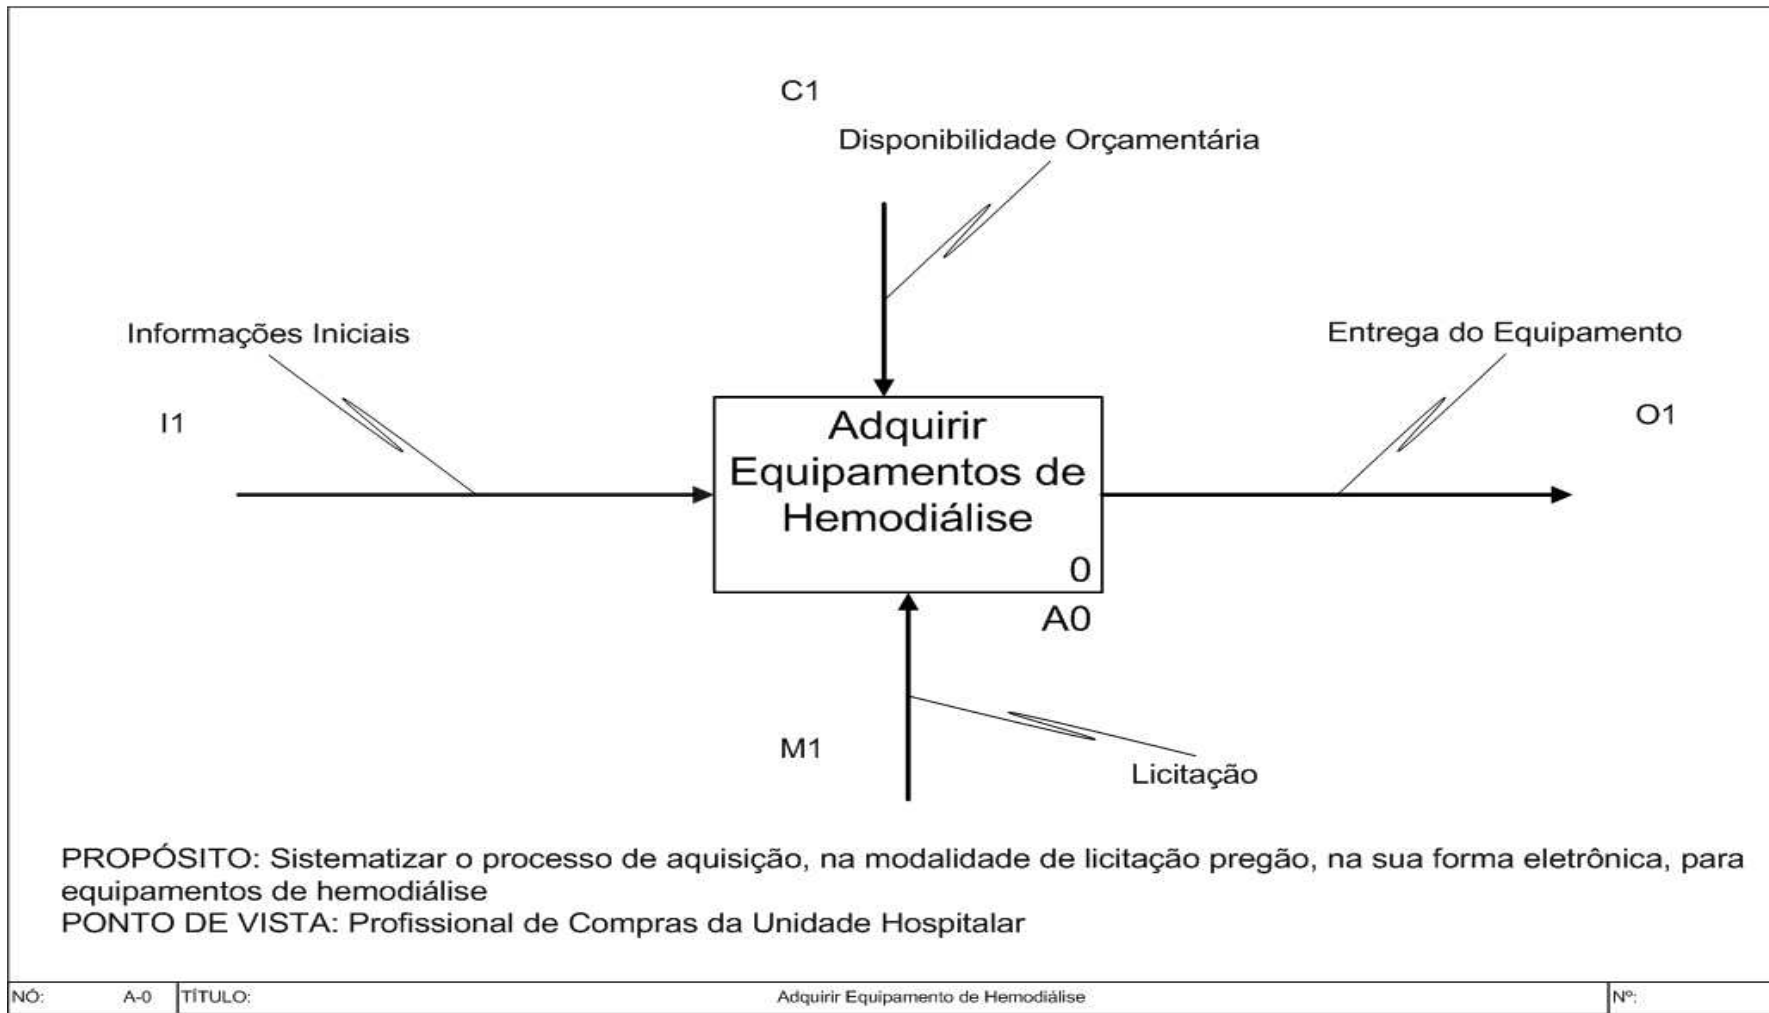 C1
Disponibilidade Orçamentária
Informações Iniciais
Entrega do Equipamento
I1
O1
Adquirir
Equipamentos de
Hemodiálise
0
A0
M1
Licitação
PROPÓSITO: Sistematizar o processo de aquisição, na modalidade de licitação pregão, na sua forma eletrônica, para
equipamentos de hemodiálise
PONTO DE VISTA: Profissional de Compras da Unidade Hospitalar
NÓ: A-0 TÍTULO: Adquirir Equipamento de Hemodiálise Nº: